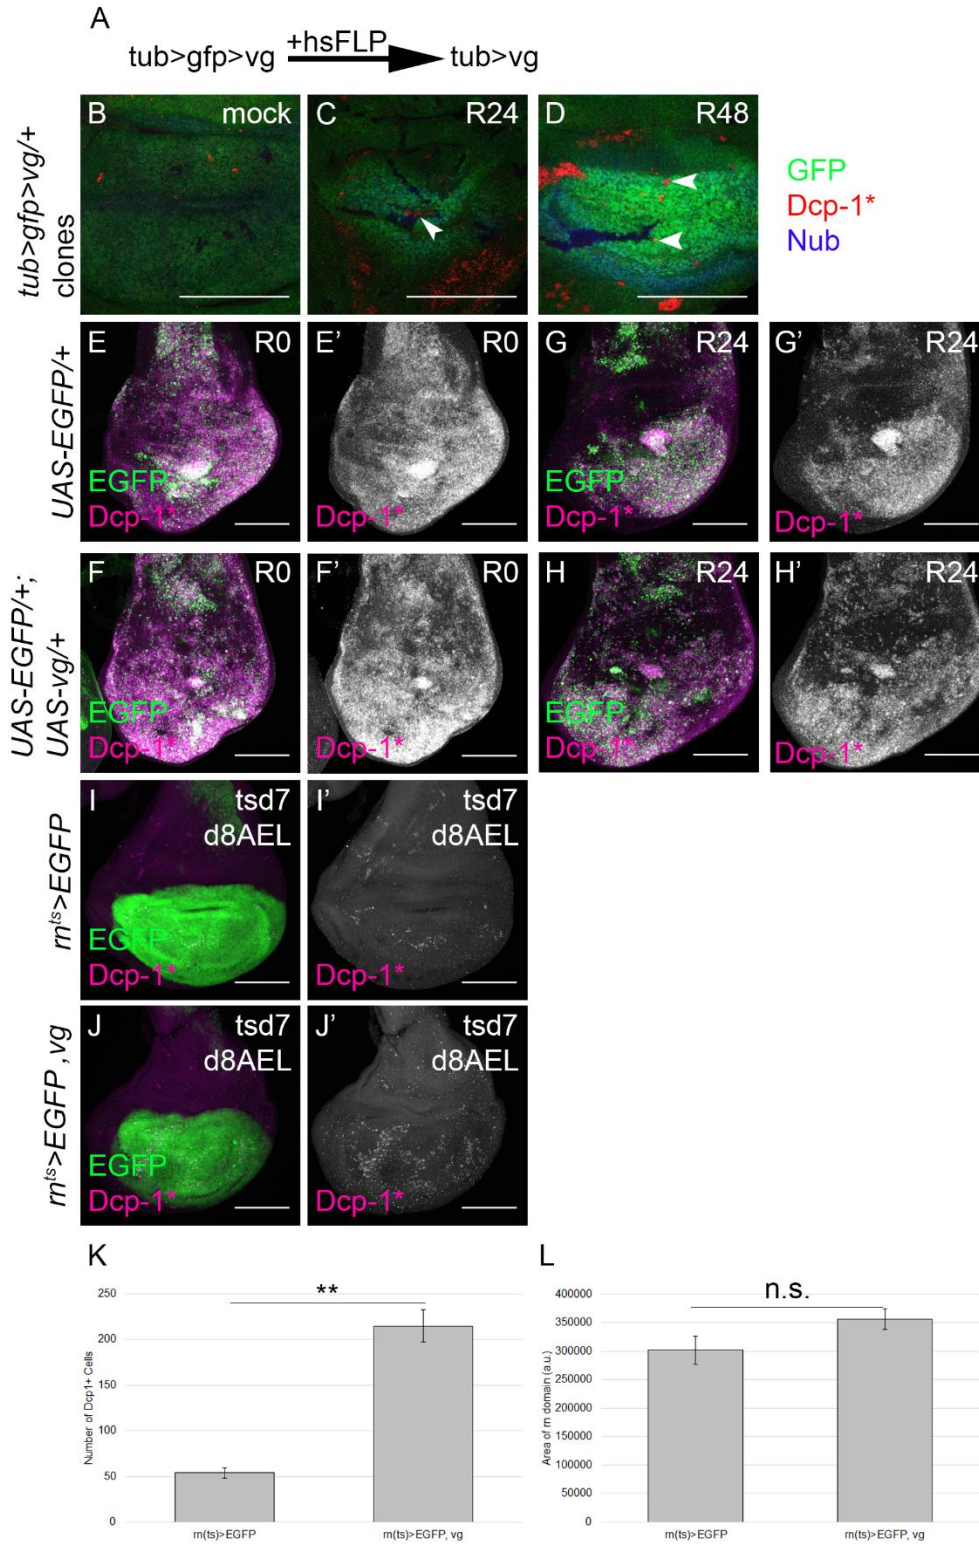 A
+hsFLP
tub>gfp>vg tub>vg
tub>gfp>vg/+
clones
B mock
C R24
D R48
GFP
Dcp-1*
Nub
UAS-EGFP/+
E R0
EGFP
Dcp-1*
E' R0
Dcp-1*
G R24
EGFP
Dcp-1*
G' R24
Dcp-1*
UAS-EGFP/+;
UAS-vg/+
F R0
EGFP
Dcp-1*
F' R0
Dcp-1*
H R24
EGFP
Dcp-1*
H' R24
Dcp-1*
rnts>EGFP
I tsd7
d8AEL
EGFP
Dcp-1*
I' tsd7
d8AEL
Dcp-1*
rnts>EGFP ,vg
J tsd7
d8AEL
EGFP
Dcp-1*
J' tsd7
d8AEL
Dcp-1*
K
**
Number of Dcp1+ Cells
250
200
150
100
50
0
rn(ts)>EGFP rn(ts)>EGFP, vg
L
n.s.
Area of rn domain (a.u.)
400000
350000
300000
250000
200000
150000
100000
50000
0
rn(ts)>EGFP rn(ts)>EGFP, vg